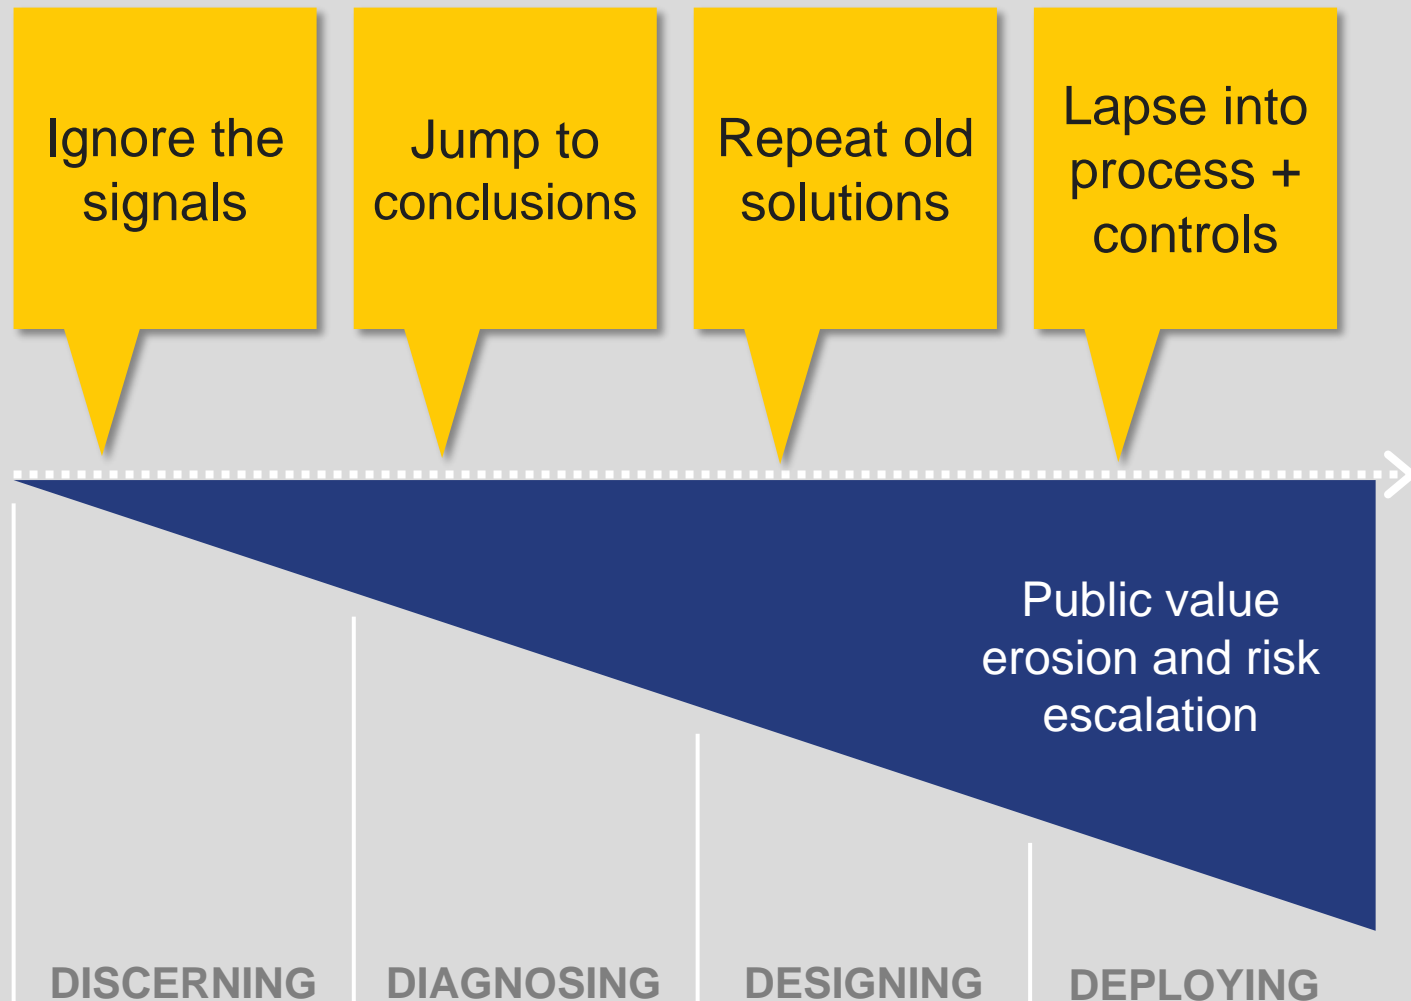 Ignore the
signals
Jump to
conclusions
Repeat old
solutions
Lapse into
process +
controls
Public value
erosion and risk
escalation
DISCERNING
DIAGNOSING
DESIGNING
DEPLOYING